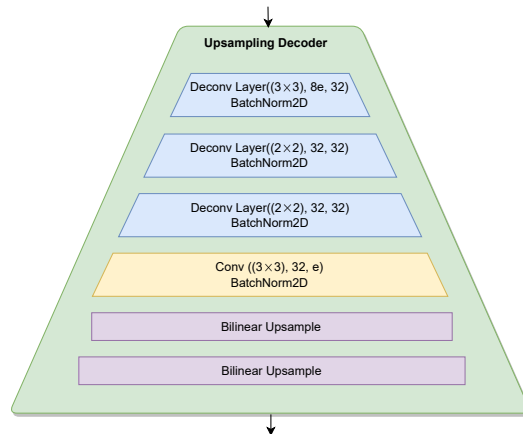 Upsampling Decoder
Deconv Layer((3×3), 8e, 32)
BatchNorm2D
Deconv Layer((2×2), 32, 32)
BatchNorm2D
Deconv Layer((2×2), 32, 32)
BatchNorm2D
Conv ((3×3), 32, e)
BatchNorm2D
Bilinear Upsample
Bilinear Upsample